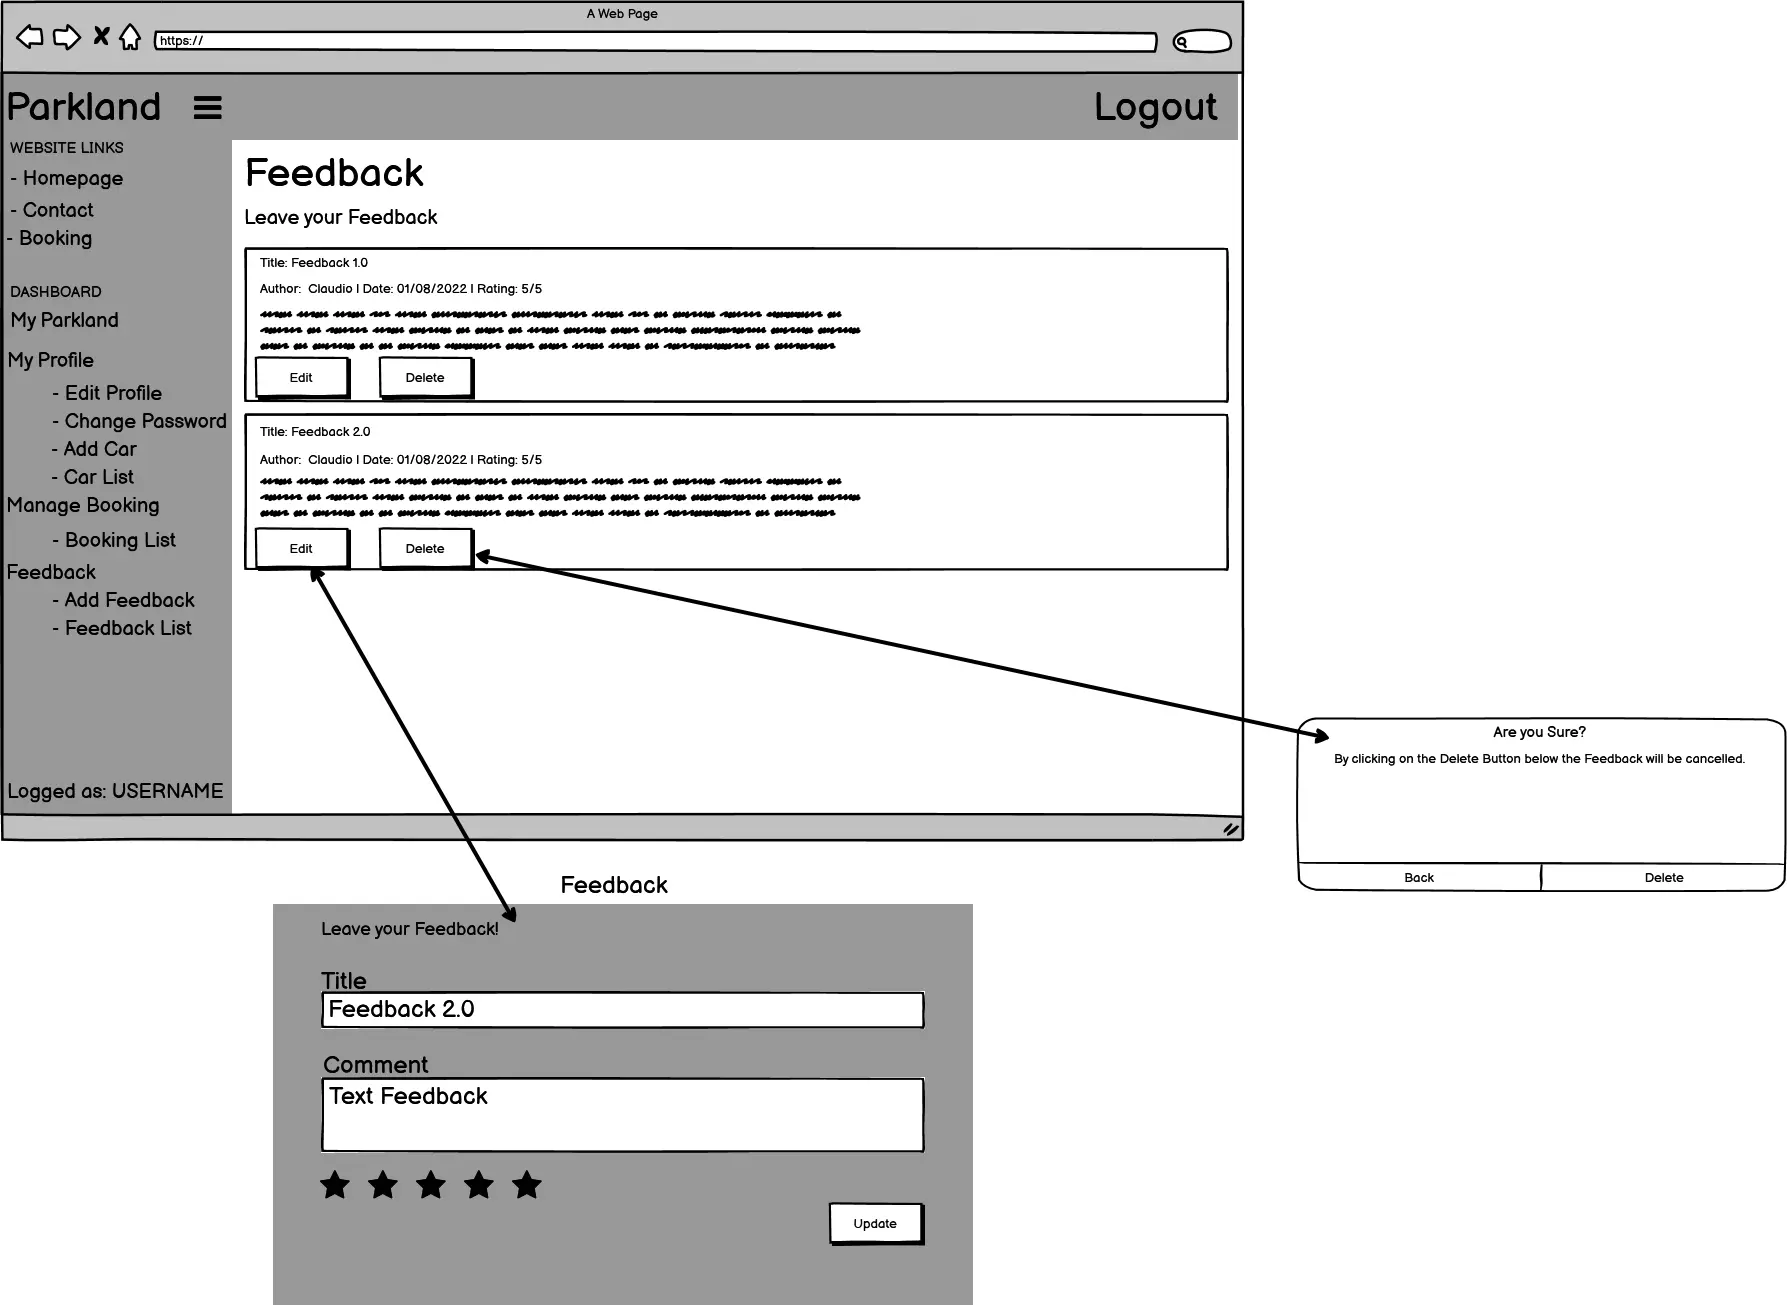 A Web Page
https://
Parkland
Logout
WEBSITE LINKS
- Homepage
- Contact
- Booking
DASHBOARD
My Parkland
My Profile
- Edit Profile
- Change Password
- Add Car
- Car List
Manage Booking
- Booking List
Feedback
- Add Feedback
- Feedback List
Logged as: USERNAME
Feedback
Leave your Feedback
Title: Feedback 1.0
Author: Claudio | Date: 01/08/2022 | Rating: 5/5
Edit Delete
Title: Feedback 2.0
Author: Claudio | Date: 01/08/2022 | Rating: 5/5
Edit Delete
Are you Sure?
By clicking on the Delete Button below the Feedback will be cancelled.
Back Delete
Feedback
Leave your Feedback!
Title
Feedback 2.0
Comment
Text Feedback
Update